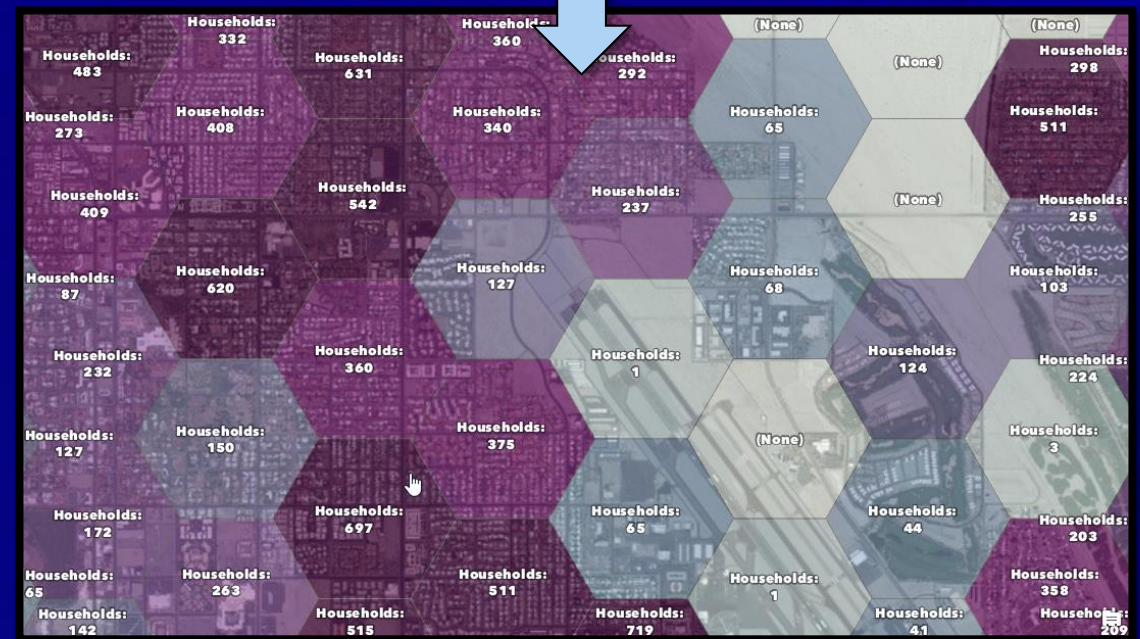 Households:
332
Households:
360
(None)
(None)
Households:
483
Households:
631
ouseholds:
292
(None)
Households:
298
Households:
273
Households:
408
Households:
340
Households:
65
Households:
511
Households:
409
Households:
542
Households:
237
(None)
Households:
255
Households:
87
Households:
620
Households:
127
Households:
68
Households:
103
Households:
232
Households:
360
Households:
1
Households:
124
Households:
224
Households:
127
Households:
150
Households:
375
(None)
Households:
3
Households:
172
Households:
697
Households:
65
Households:
44
Households:
203
Households:
65
Households:
263
Households:
511
Households:
1
Households:
358
Households:
142
Households:
515
Households:
719
Households:
41
Households:
209